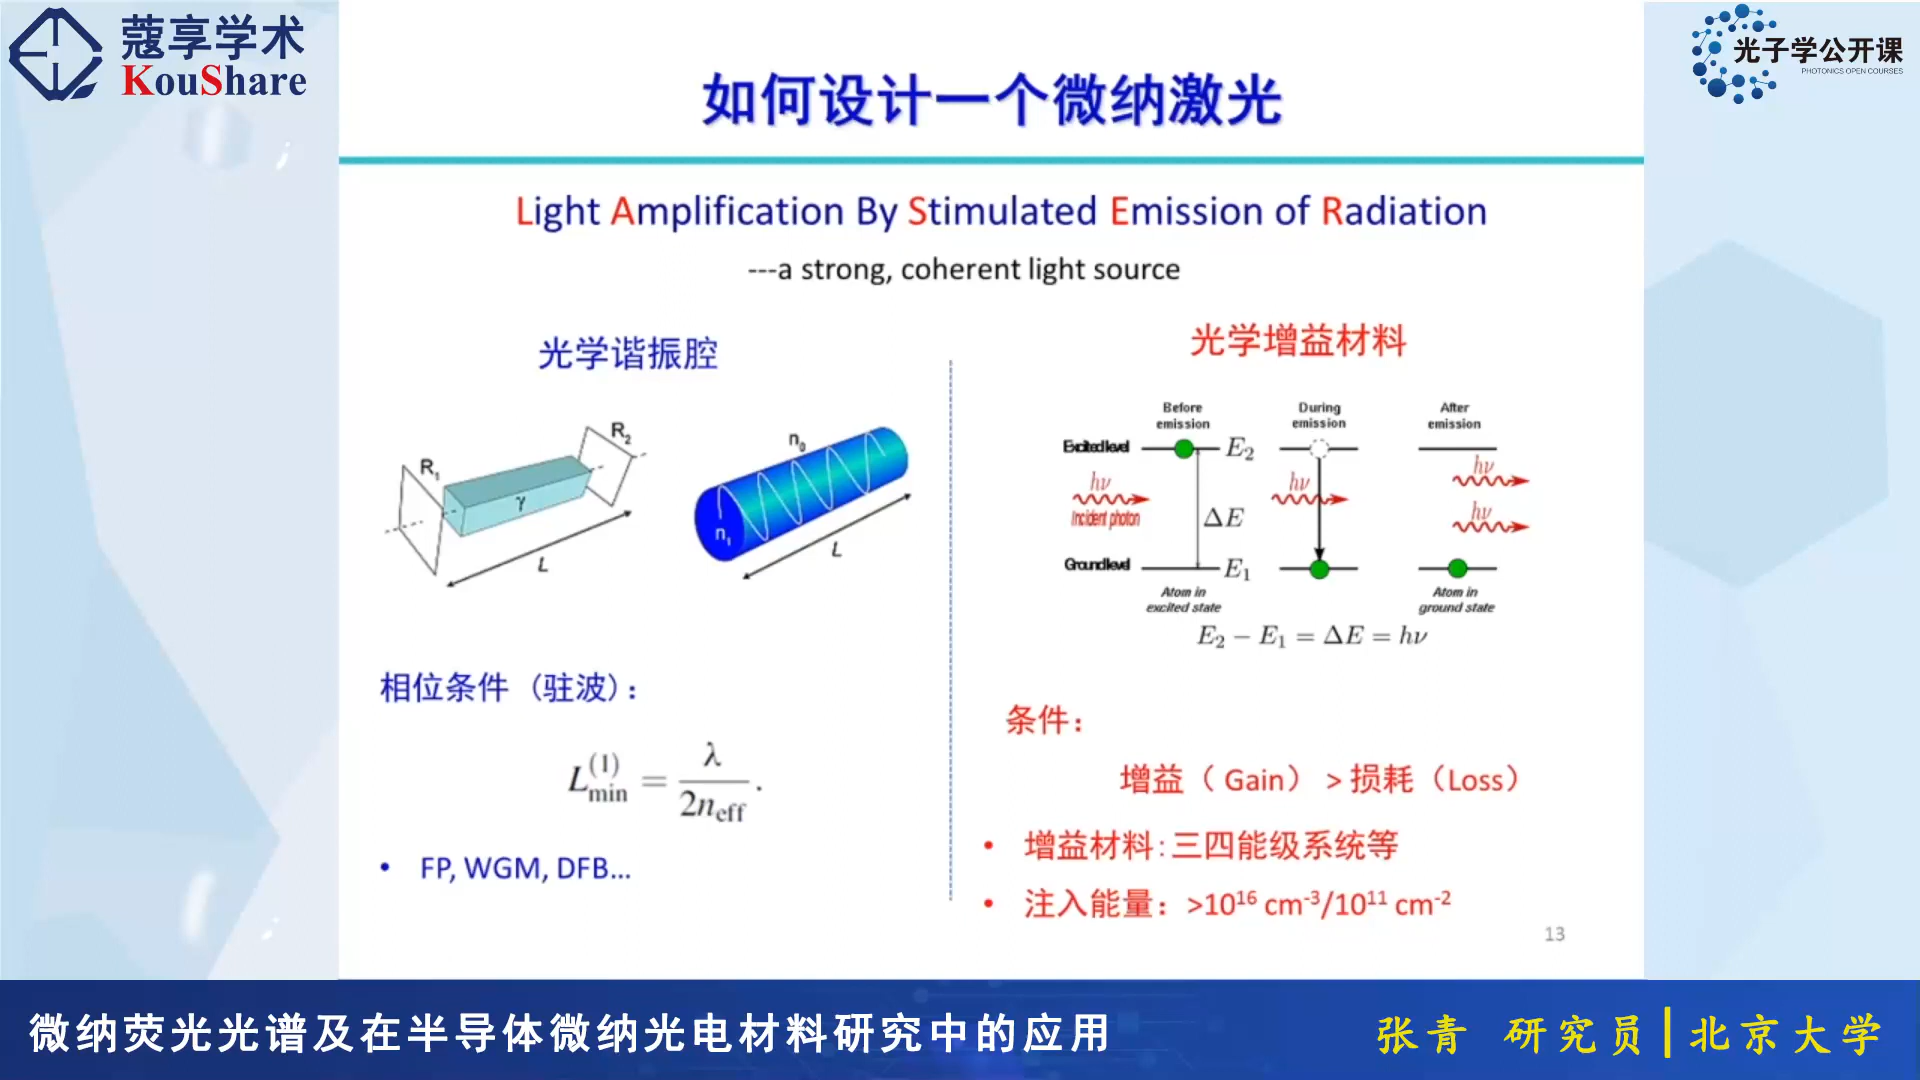 蔻享学术
KouShare
光子学公开课
PHOTONICS OPEN COURSES
如何设计一个微纳激光
Light Amplification By Stimulated Emission of Radiation
---a strong, coherent light source
光学谐振腔
R1
R2
γ
L
n0
n1
L
相位条件（驻波）：
L_min^(1) = λ / 2n_eff .
• FP, WGM, DFB...
光学增益材料
Before emission
During emission
After emission
Excited level
E2
hν
Incident photon
ΔE
hν
hν
hν
Ground level
E1
Atom in excited state
Atom in ground state
E2 − E1 = ΔE = hν
条件：
增益（ Gain） > 损耗（Loss）
• 增益材料：三四能级系统等
• 注入能量：>10^16 cm^-3/10^11 cm^-2
13
微纳荧光光谱及在半导体微纳光电材料研究中的应用
张青 研究员 | 北京大学